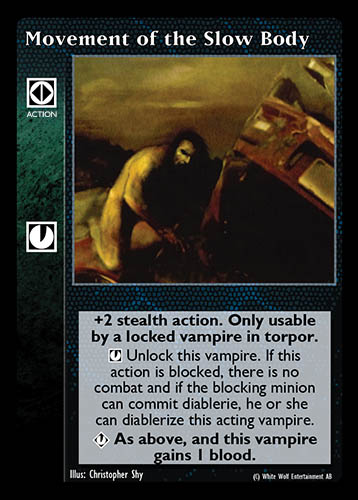 Movement of the Slow Body
ACTION
+2 stealth action. Only usable
by a locked vampire in torpor.
Unlock this vampire. If this
action is blocked, there is no
combat and if the blocking minion
can commit diablerie, he or she
can diablerize this acting vampire.
As above, and this vampire
gains 1 blood.
Illus: Christopher Shy
(C) White Wolf Entertainment AB